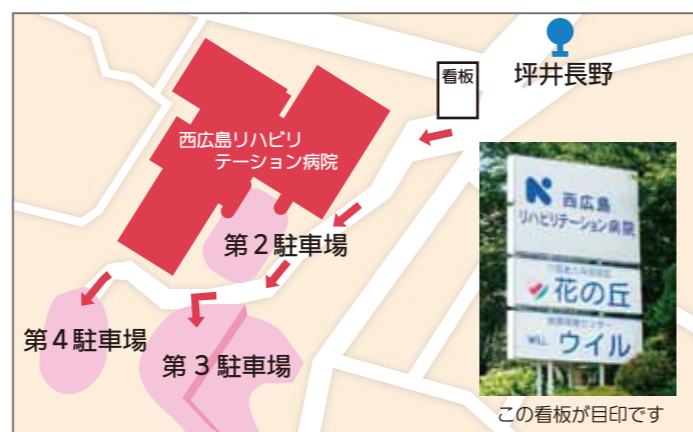 坪井長野
看板
西広島リハビリ
テーション病院
第2駐車場
第4駐車場
第3駐車場
西広島
リハビリテーション病院
花の丘
WILL ウイル
この看板が目印です